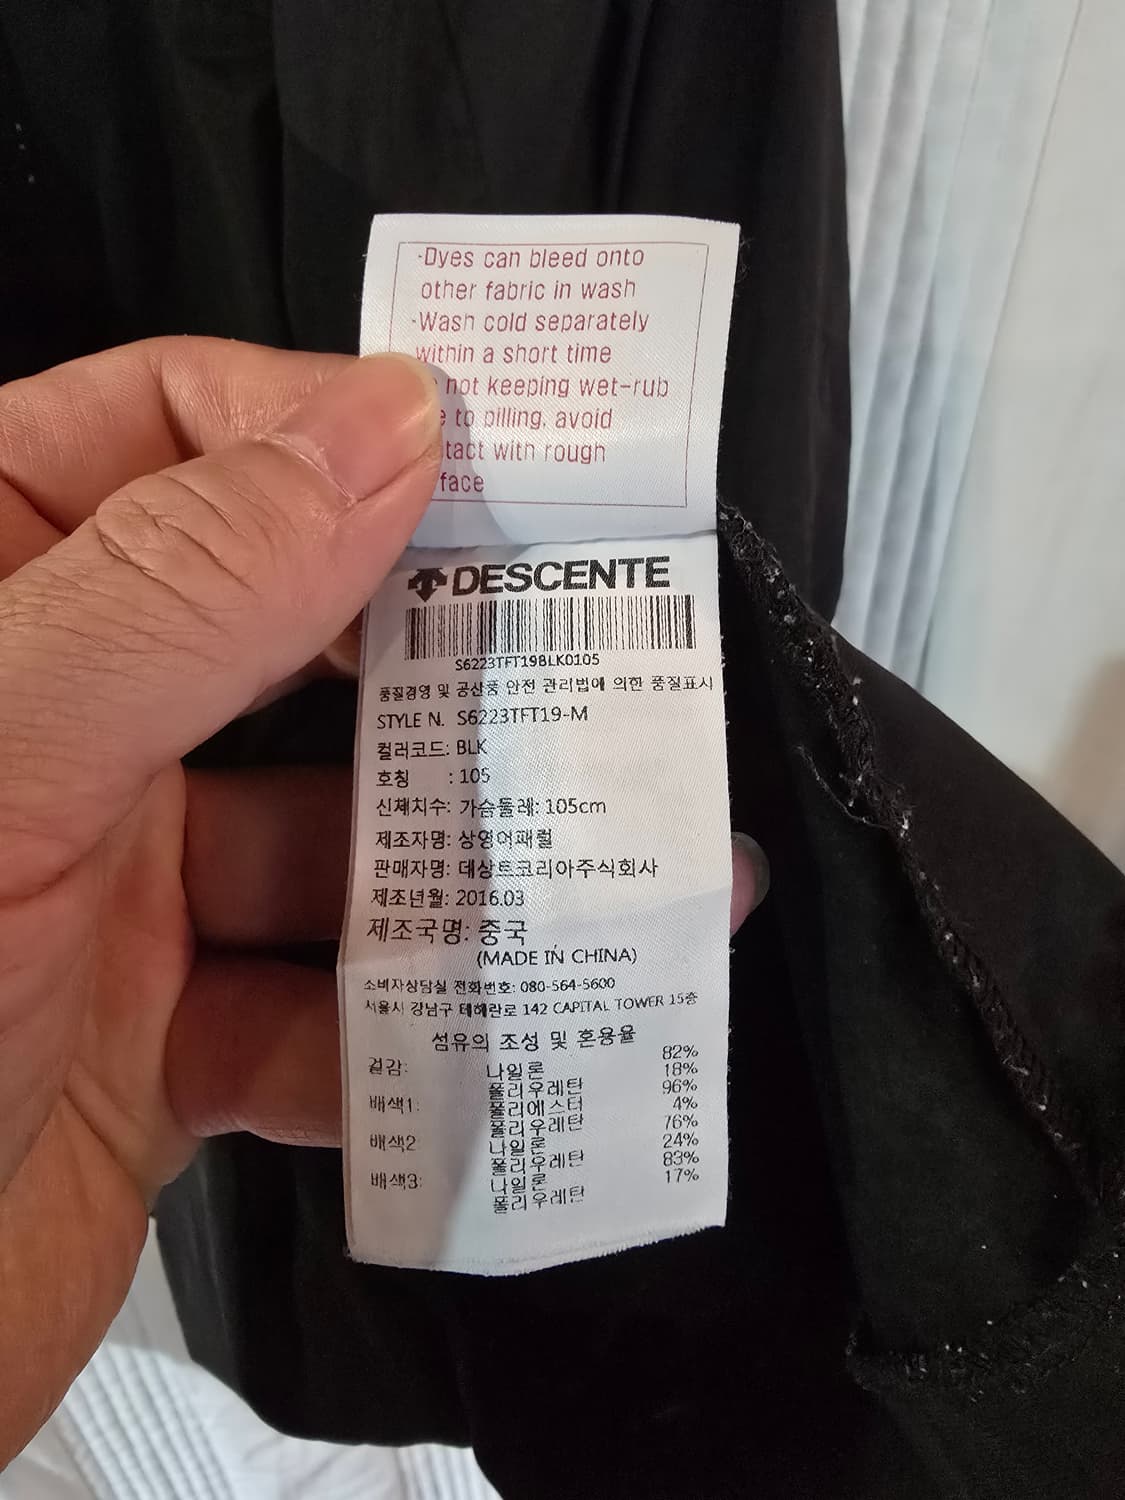 -Dyes can bleed onto
other fabric in wash
-Wash cold separately
within a short time
not keeping wet-rub
to pilling, avoid
with rough
DESCENTE
S6223TFT19BLK0105
품질경영 및 공산품 안전 관리법에 의한 품질표시
STYLE N. S6223TFT19-M
컬러코드: BLK
호칭 : 105
신체치수: 가슴둘레: 105cm
제조자명: 상영어패럴
판매자명: 데상트코리아주식회사
제조년월: 2016.03
제조국명: 중국
(MADE IN CHINA)
소비자상담실 전화번호: 080-564-5600
서울시 강남구 테헤란로 142 CAPITAL TOWER 15층
섬유의 조성 및 혼용율
겉감: 나일론 82%
폴리우레탄 18%
배색1: 폴리에스터 96%
폴리우레탄 4%
배색2 나일론 76%
폴리우레탄 24%
배색3: 나일론 83%
폴리우레탄 17%